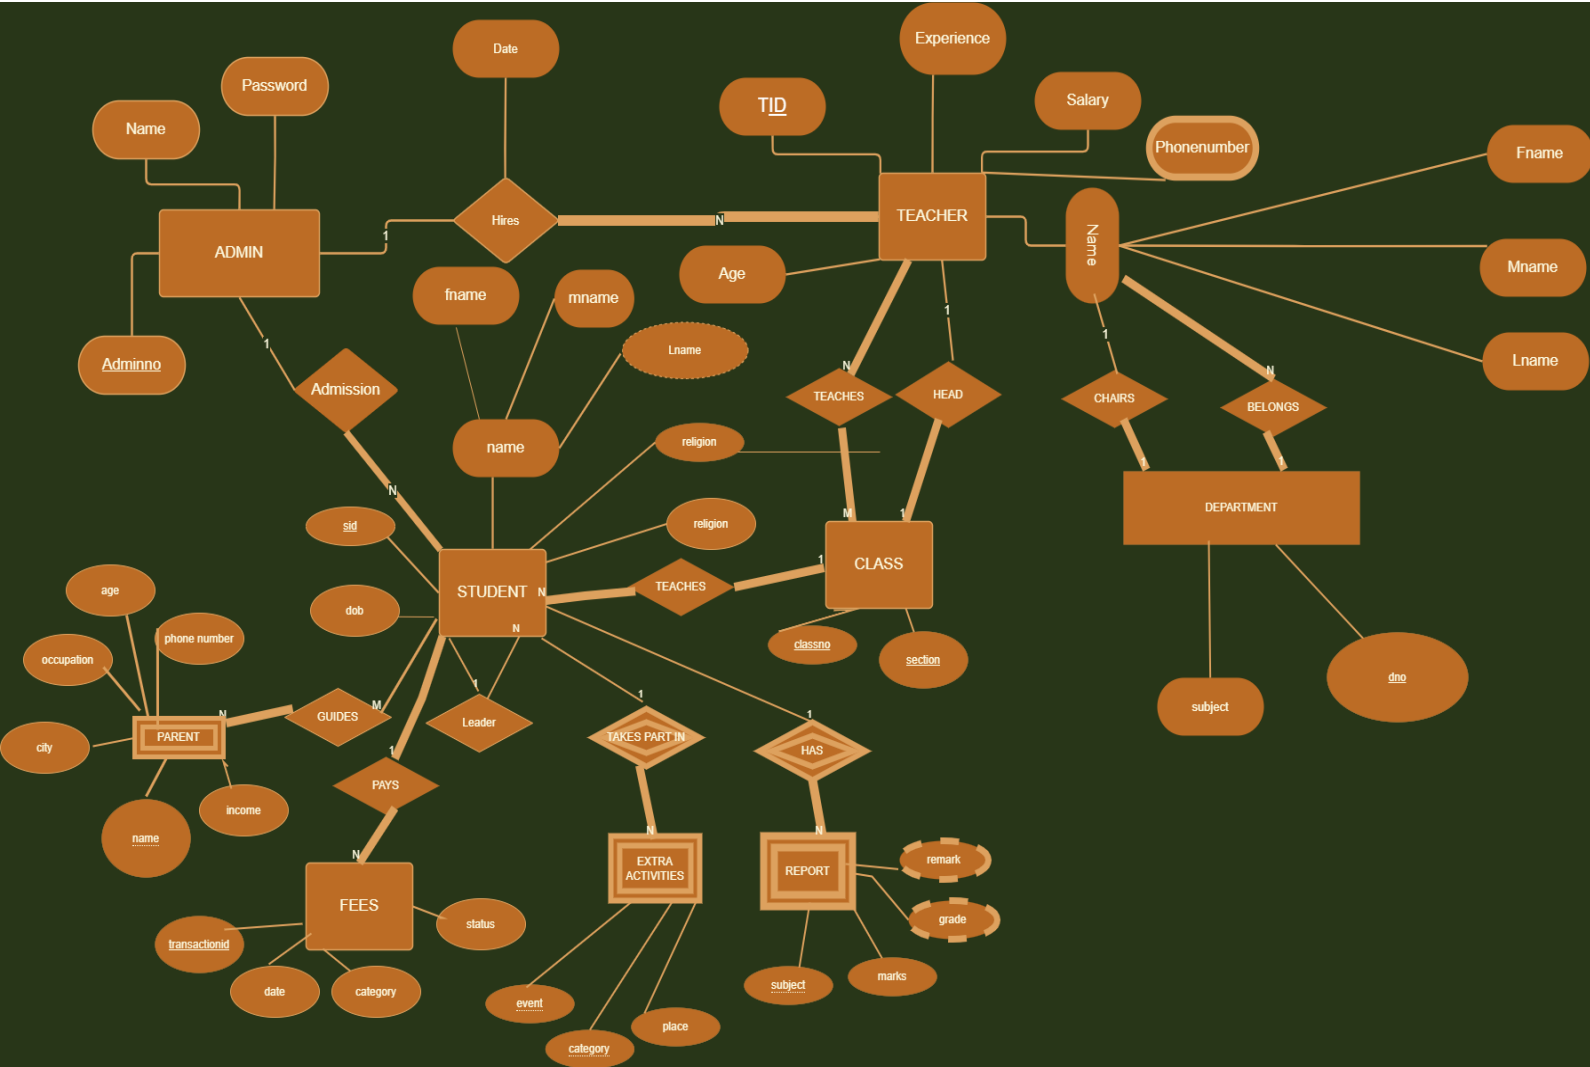 Experience
Date
Password
Salary
TID
Name
Phonenumber
Fname
TEACHER
Hires
N
1
ADMIN
Name
Mname
Age
fname
mname
1
1
1
Lname
Lname
Adminno
N
N
Admission
TEACHES
HEAD
CHAIRS
BELONGS
name
religion
1
1
N
DEPARTMENT
M
1
sid
religion
1
CLASS
TEACHES
STUDENT
N
age
dob
N
phone number
classno
section
occupation
dno
1
1
M
N
GUIDES
1
subject
Leader
PARENT
TAKES PART IN
HAS
city
1
PAYS
income
name
N
N
N
EXTRA
ACTIVITIES
REPORT
remark
FEES
grade
status
transactionid
marks
subject
date
category
event
place
category